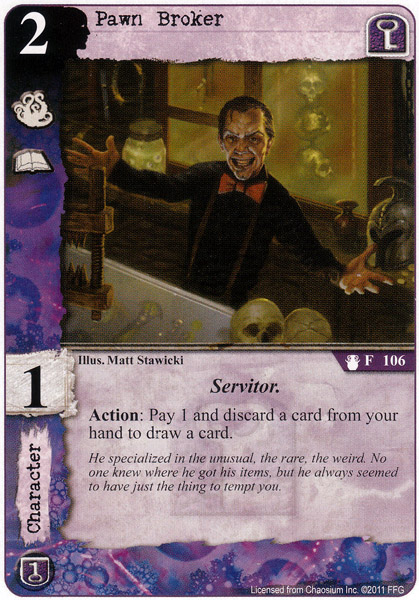 2
Pawn Broker
Illus. Matt Stawicki
F 106
1
Servitor.
Action: Pay 1 and discard a card from your
hand to draw a card.
He specialized in the unusual, the rare, the weird. No
one knew where he got his items, but he always seemed
to have just the thing to tempt you.
Character
1
Licensed from Chaosium Inc. ©2011 FFG